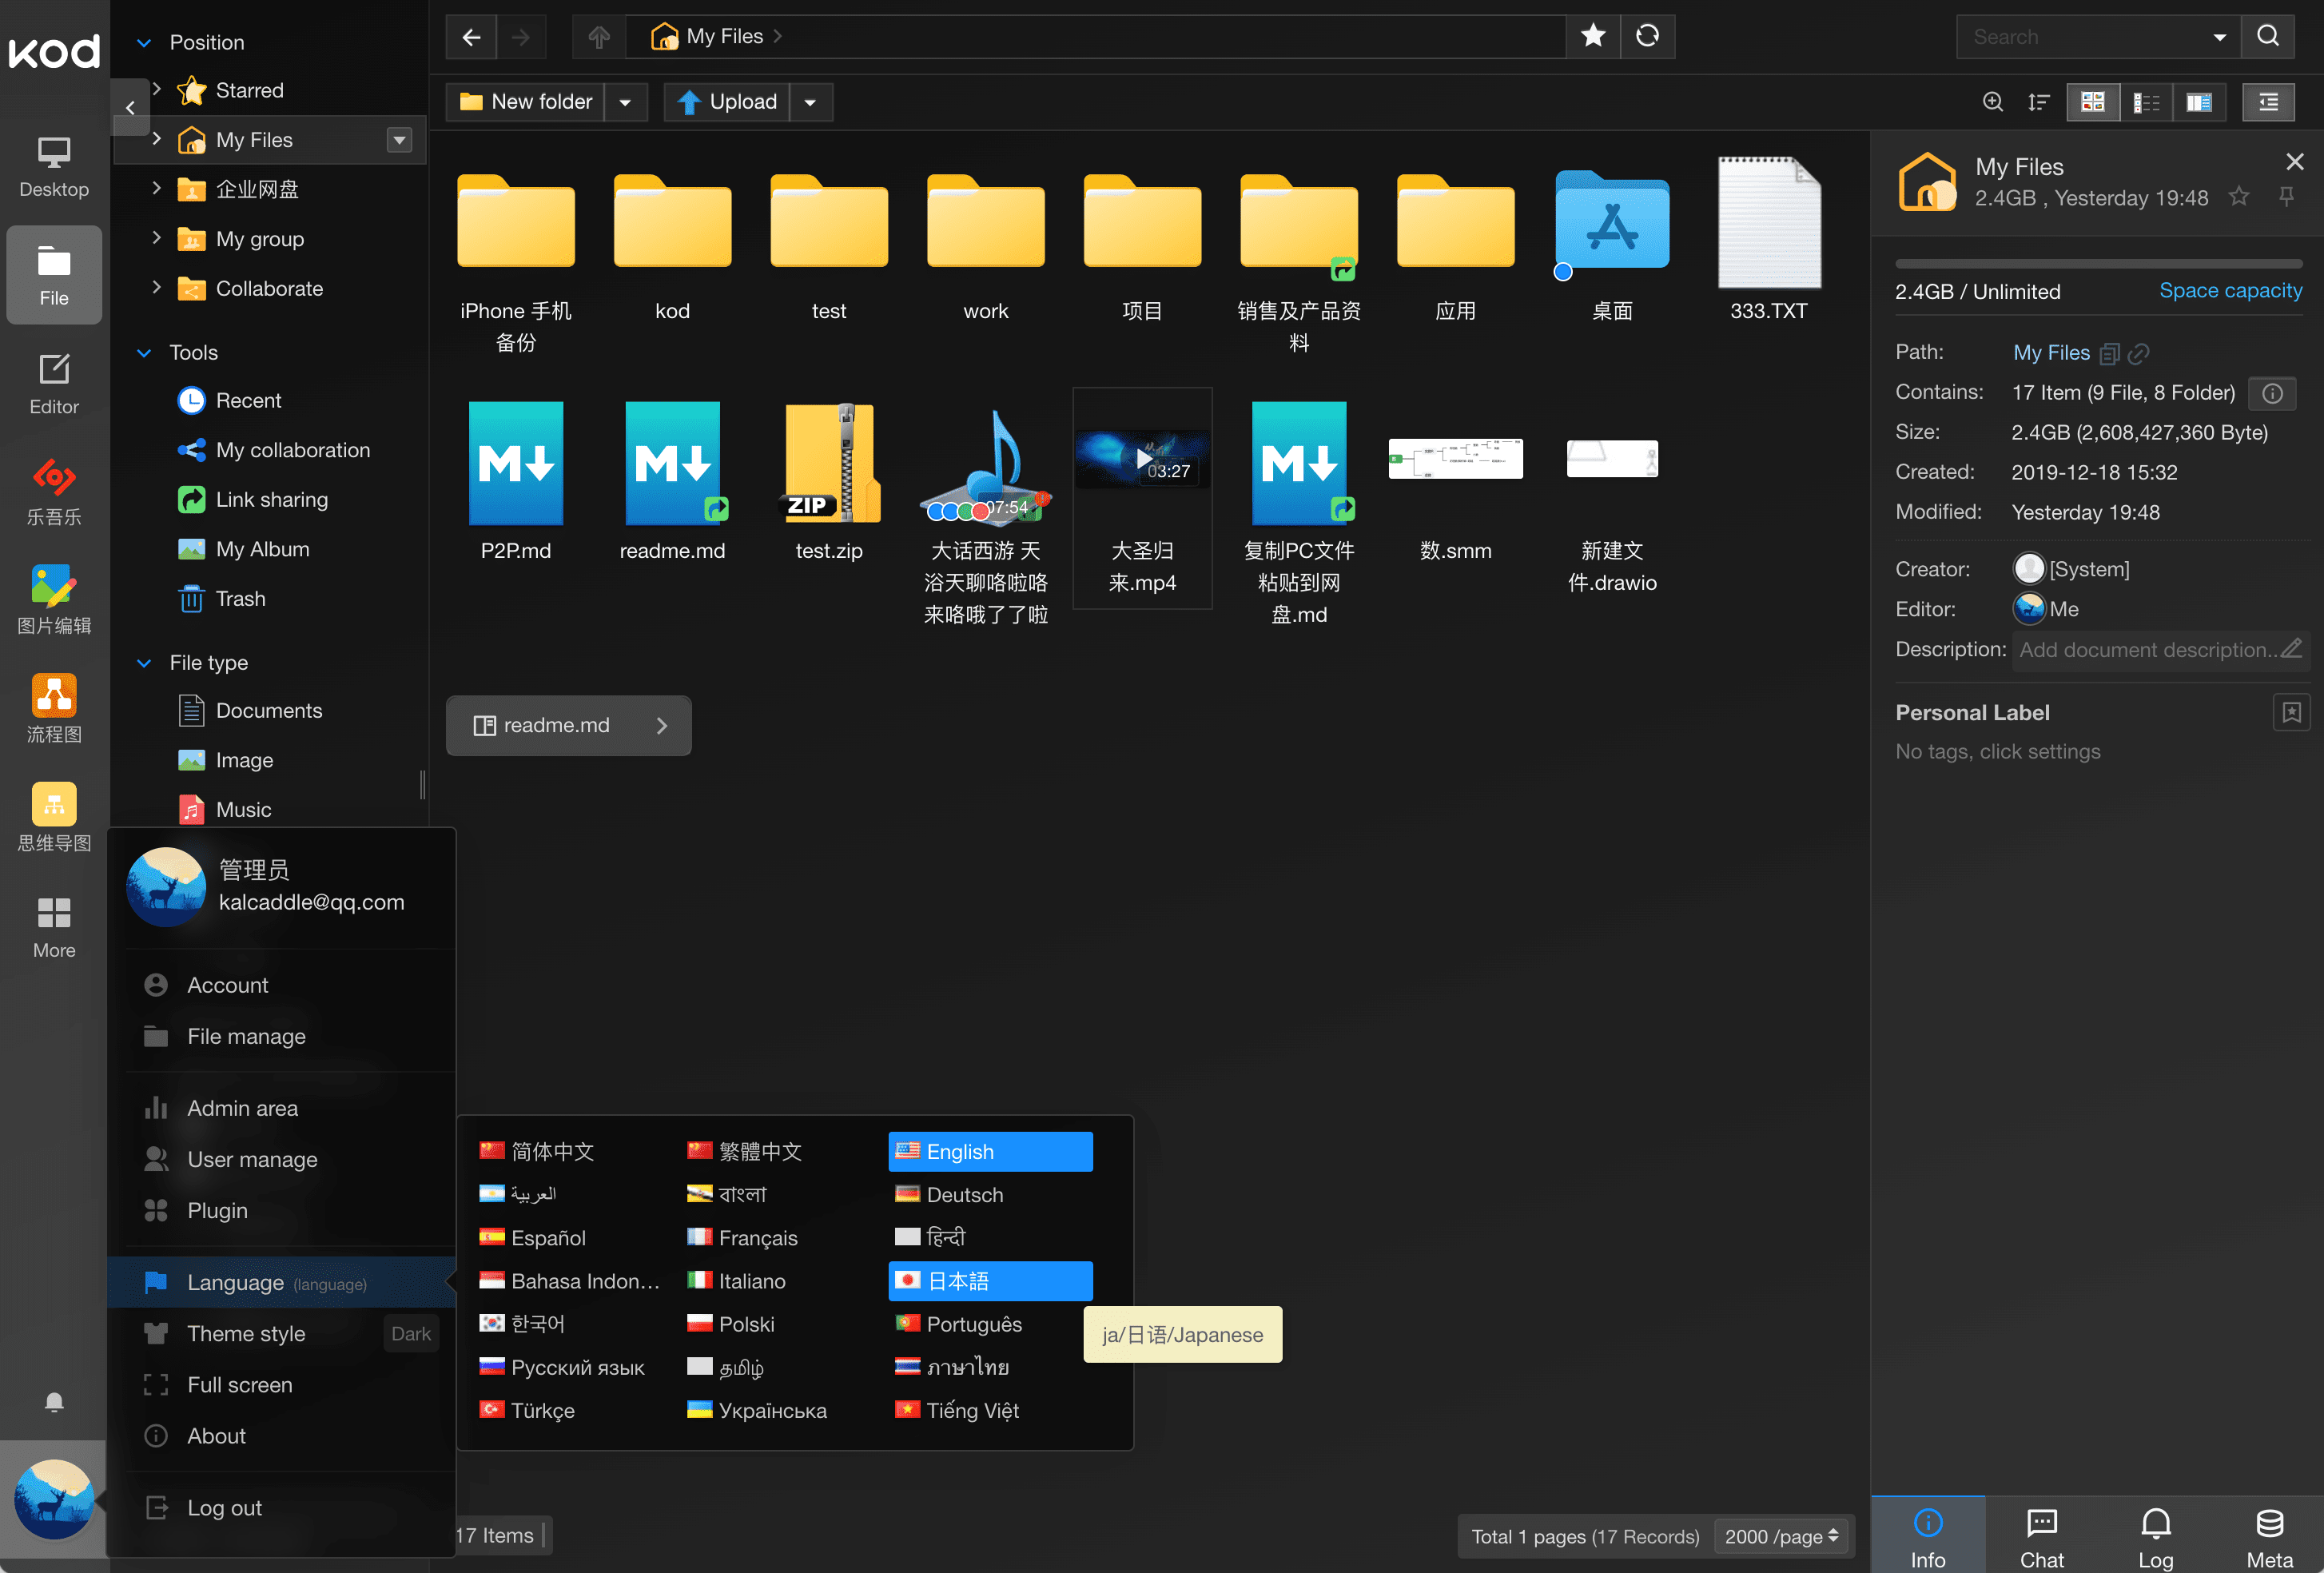 kod
Desktop
File
Editor
乐吾乐
图片编辑
流程图
思维导图
More
Position
Starred
My Files
企业网盘
My group
Collaborate
Tools
Recent
My collaboration
Link sharing
My Album
Trash
File type
Documents
Image
Music
My Files
Search
New folder
Upload
iPhone 手机
备份
kod
test
work
项目
销售及产品资
料
应用
桌面
333.TXT
ZIP
07:54
03:27
P2P.md
readme.md
test.zip
大话西游 天
浴天聊咯啦咯
来咯哦了了啦
大圣归
来.mp4
复制PC文件
粘贴到网
盘.md
数.smm
新建文
件.drawio
readme.md
管理员
kalcaddle@qq.com
Account
File manage
Admin area
User manage
Plugin
Language (language)
Theme style Dark
Full screen
About
Log out
简体中文 繁體中文 English
العربية বাংলা Deutsch
Español Français हिन्दी
Bahasa Indon... Italiano 日本語
한국어 Polski Português
Русский язык தமிழ் ภาษาไทย
Türkçe Українська Tiếng Việt
ja/日语/Japanese
17 Items
Total 1 pages (17 Records) 2000 /page
My Files
2.4GB , Yesterday 19:48
2.4GB / Unlimited Space capacity
Path: My Files
Contains: 17 Item (9 File, 8 Folder)
Size: 2.4GB (2,608,427,360 Byte)
Created: 2019-12-18 15:32
Modified: Yesterday 19:48
Creator: [System]
Editor: Me
Description: Add document description...
Personal Label
No tags, click settings
Info
Chat
Log
Meta